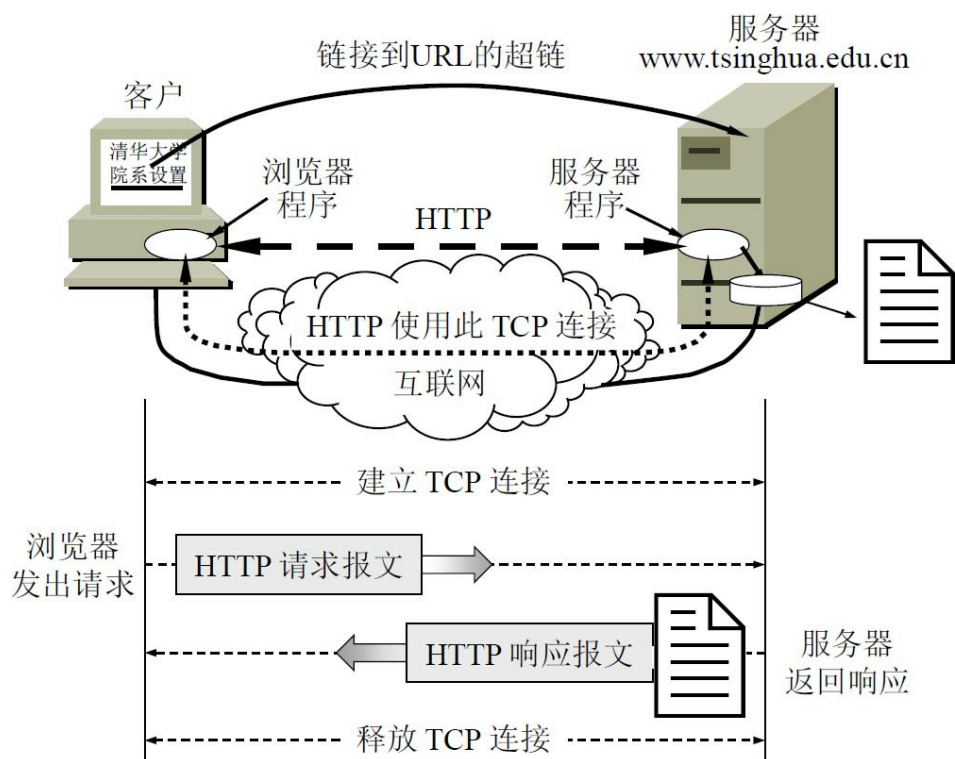 服务器
www.tsinghua.edu.cn
链接到URL的超链
客户
清华大学
院系设置
浏览器
程序
服务器
程序
HTTP
HTTP 使用此 TCP 连接
互联网
建立 TCP 连接
浏览器
发出请求
HTTP 请求报文
HTTP 响应报文
服务器
返回响应
释放 TCP 连接